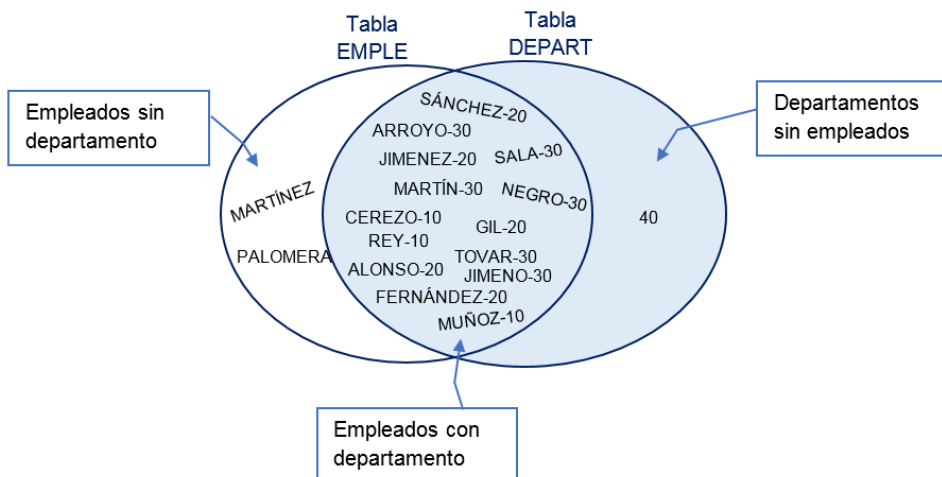 Tabla
EMPLE
Tabla
DEPART
Empleados sin
departamento
Departamentos
sin empleados
SÁNCHEZ-20
ARROYO-30
JIMENEZ-20
SALA-30
MARTÍN-30
NEGRO-30
MARTÍNEZ
CEREZO-10
GIL-20
40
REY-10
PALOMERA
TOVAR-30
ALONSO-20
JIMENO-30
FERNÁNDEZ-20
MUÑOZ-10
Empleados con
departamento